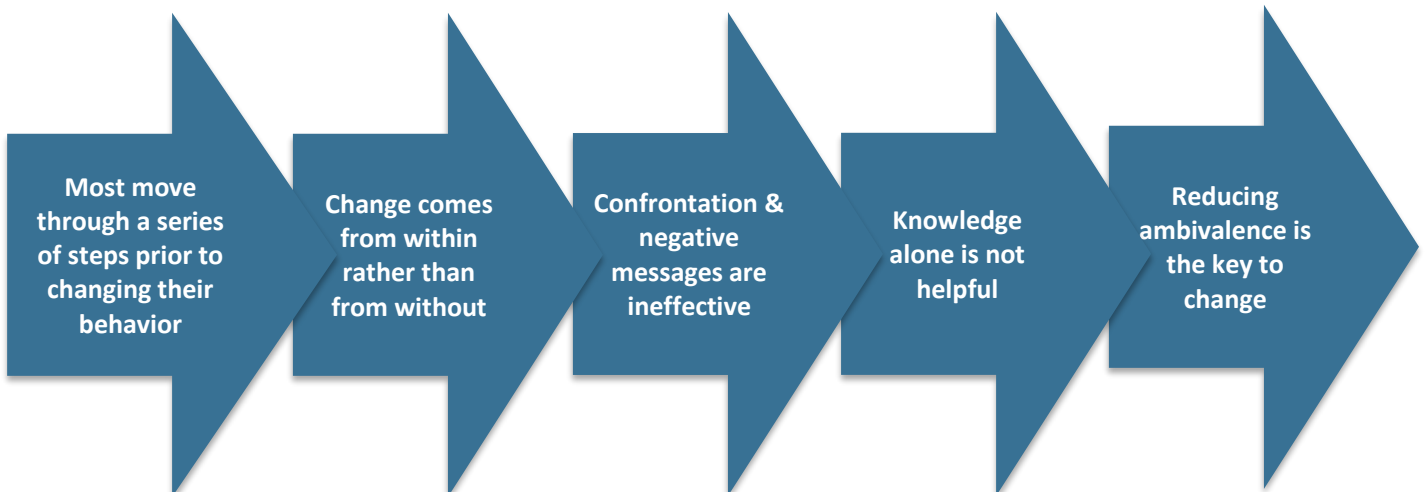 Most move
through a series
of steps prior to
changing their
behavior
Change comes
from within
rather than
from without
Confrontation &
negative
messages are
ineffective
Knowledge
alone is not
helpful
Reducing
ambivalence is
the key to
change